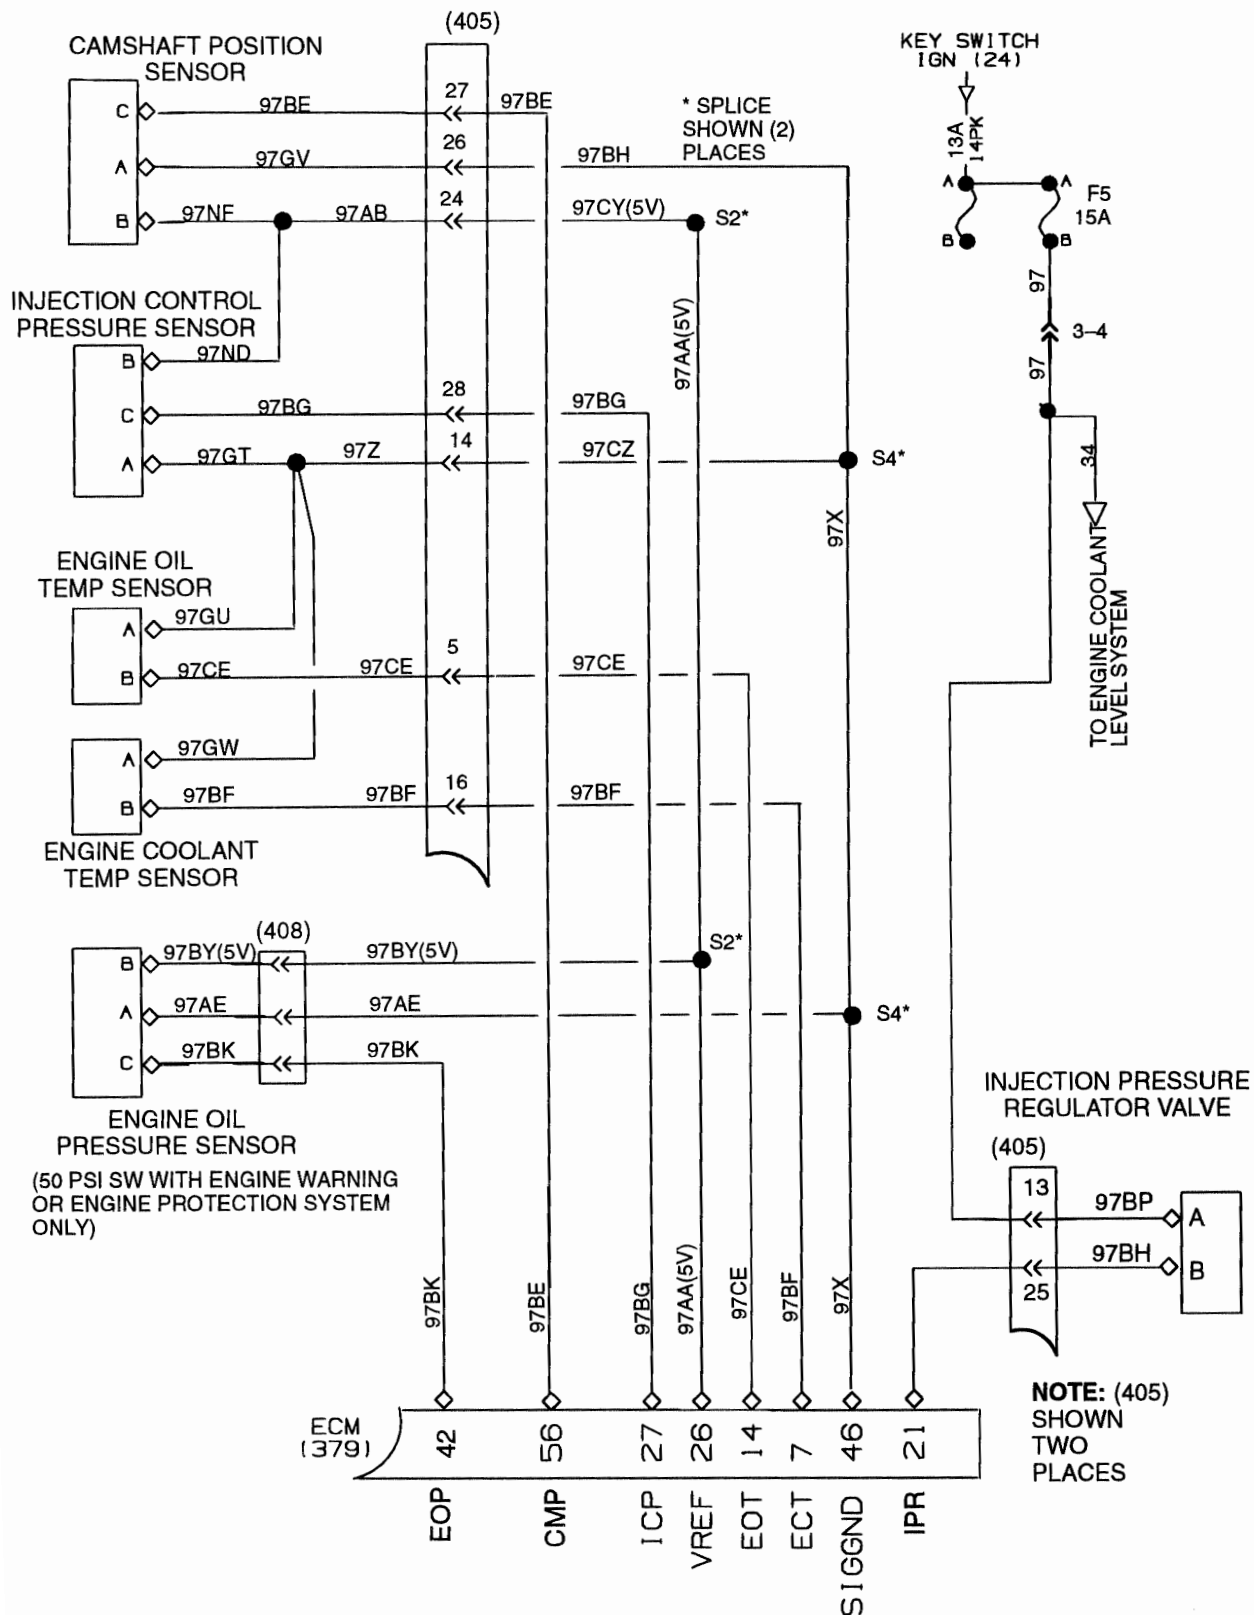 (405)
CAMSHAFT POSITION
SENSOR
C
97BE
27
97BE
A
97GV
26
97BH
B
97NF
97AB
24
97CY(5V)
S2*
* SPLICE
SHOWN (2)
PLACES
KEY SWITCH
IGN (24)
13A
14PK
A
A
F5
15A
B
B
97
3-4
97
34
TO ENGINE COOLANT
LEVEL SYSTEM
INJECTION CONTROL
PRESSURE SENSOR
B
97ND
97AA(5V)
C
97BG
28
97BG
A
97GT
97Z
14
97CZ
S4*
97X
ENGINE OIL
TEMP SENSOR
A
97GU
B
97CE
97CE
5
97CE
A
97GW
B
97BF
97BF
16
97BF
ENGINE COOLANT
TEMP SENSOR
(408)
B
97BY(5V)
97BY(5V)
S2*
A
97AE
97AE
S4*
C
97BK
97BK
ENGINE OIL
PRESSURE SENSOR
(50 PSI SW WITH ENGINE WARNING
OR ENGINE PROTECTION SYSTEM
ONLY)
INJECTION PRESSURE
REGULATOR VALVE
(405)
13
97BP
A
97BH
B
25
97BK
97BE
97BG
97AA(5V)
97CE
97BF
97X
NOTE: (405)
SHOWN
TWO
PLACES
ECM
(379)
42
56
27
26
14
7
46
21
EOP
CMP
ICP
VREF
EOT
ECT
SIGGND
IPR